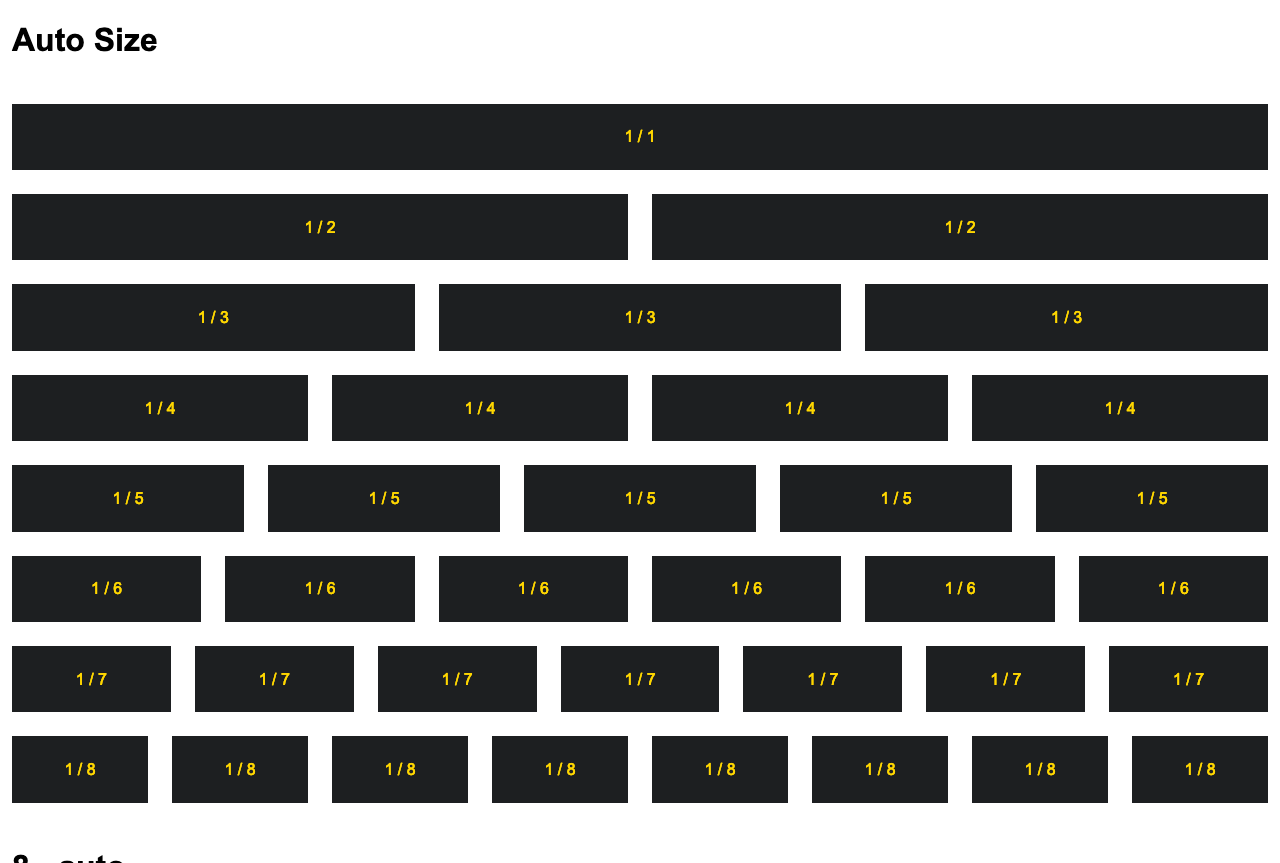 Auto Size
1 / 1
1 / 2 1 / 2
1 / 3 1 / 3 1 / 3
1 / 4 1 / 4 1 / 4 1 / 4
1 / 5 1 / 5 1 / 5 1 / 5 1 / 5
1 / 6 1 / 6 1 / 6 1 / 6 1 / 6 1 / 6
1 / 7 1 / 7 1 / 7 1 / 7 1 / 7 1 / 7 1 / 7
1 / 8 1 / 8 1 / 8 1 / 8 1 / 8 1 / 8 1 / 8 1 / 8
auto